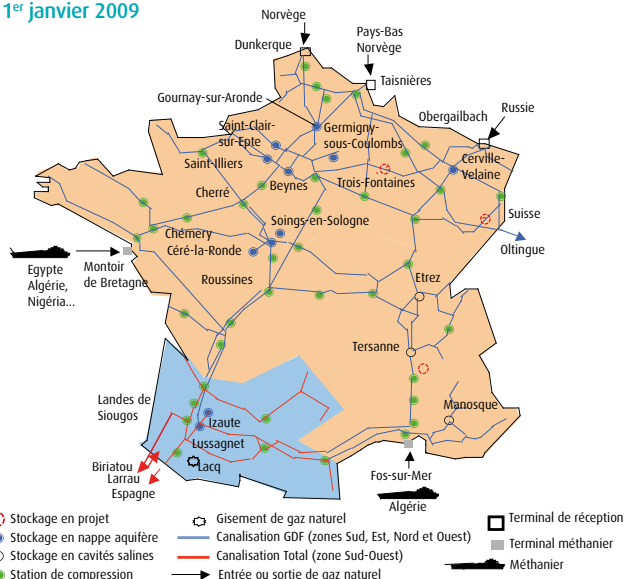 1er janvier 2009
Norvège
Dunkerque
Pays-Bas
Norvège
Taisnières
Gournay-sur-Aronde
Obergailbach
Russie
Saint-Clair-
sur-Epte
Germigny-
sous-Coulombs
Saint-Illiers
Cerville-
Velaine
Cherré
Beynes
Trois-Fontaines
Soings-en-Sologne
Suisse
Chémery
Céré-la-Ronde
Oltingue
Egypte
Algérie,
Nigéria...
Montoir
de Bretagne
Roussines
Etrez
Tersanne
Landes de
Siougos
Manosque
Izaute
Lussagnet
Lacq
Biriatou
Larrau
Espagne
Fos-sur-Mer
Algérie
Stockage en projet
Gisement de gaz naturel
Terminal de réception
Stockage en nappe aquifère
Canalisation GDF (zones Sud, Est, Nord et Ouest)
Terminal méthanier
Stockage en cavités salines
Canalisation Total (zone Sud-Ouest)
Station de compression
Entrée ou sortie de gaz naturel
Méthanier